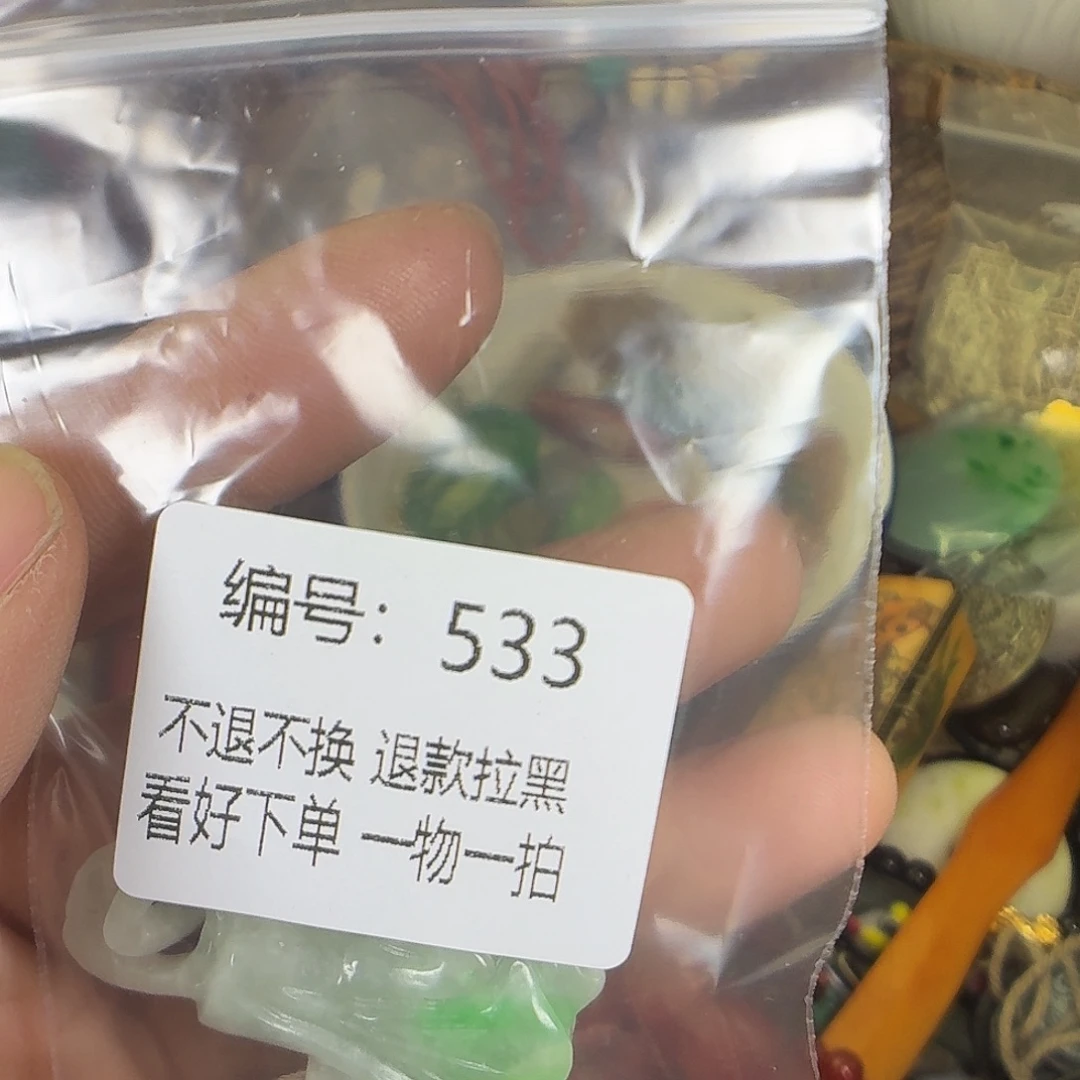 编号：533
不退不换 退款拉黑
看好下单 一物一拍